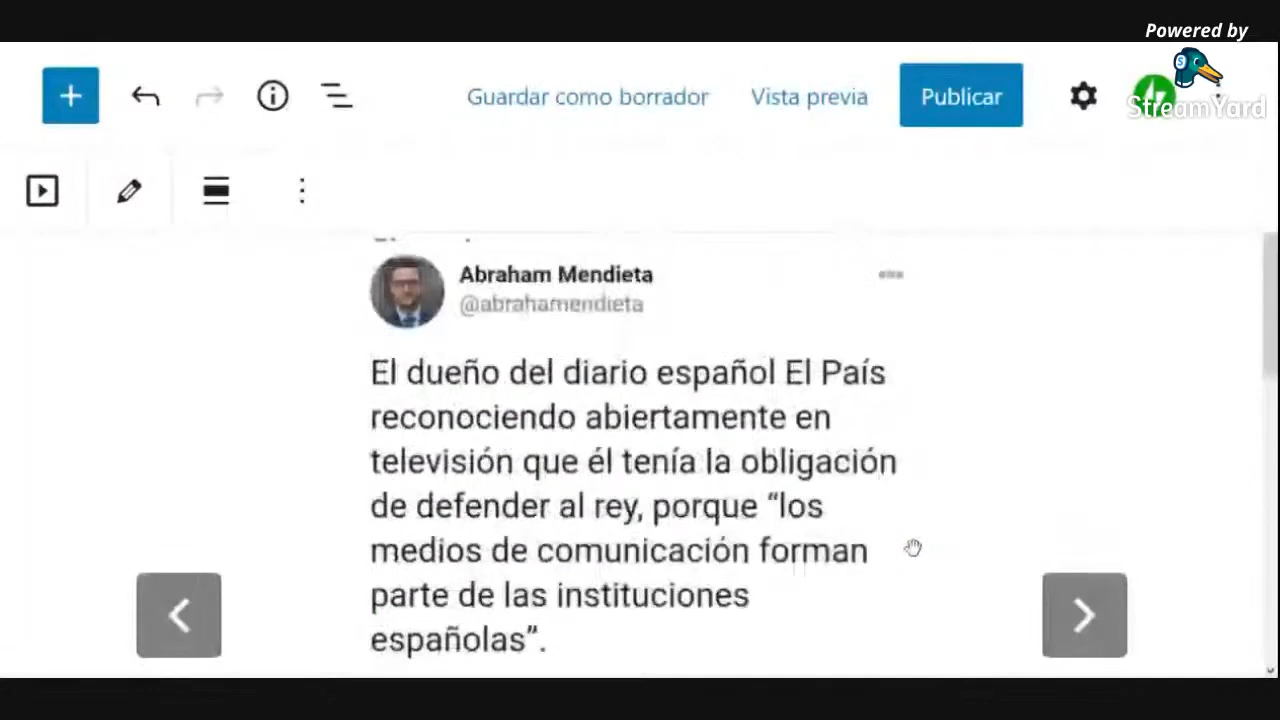 Powered by
StreamYard
Guardar como borrador
Vista previa
Publicar
Abraham Mendieta
@abrahamendieta
El dueño del diario español El País
reconociendo abiertamente en
televisión que él tenía la obligación
de defender al rey, porque “los
medios de comunicación forman
parte de las instituciones
españolas”.